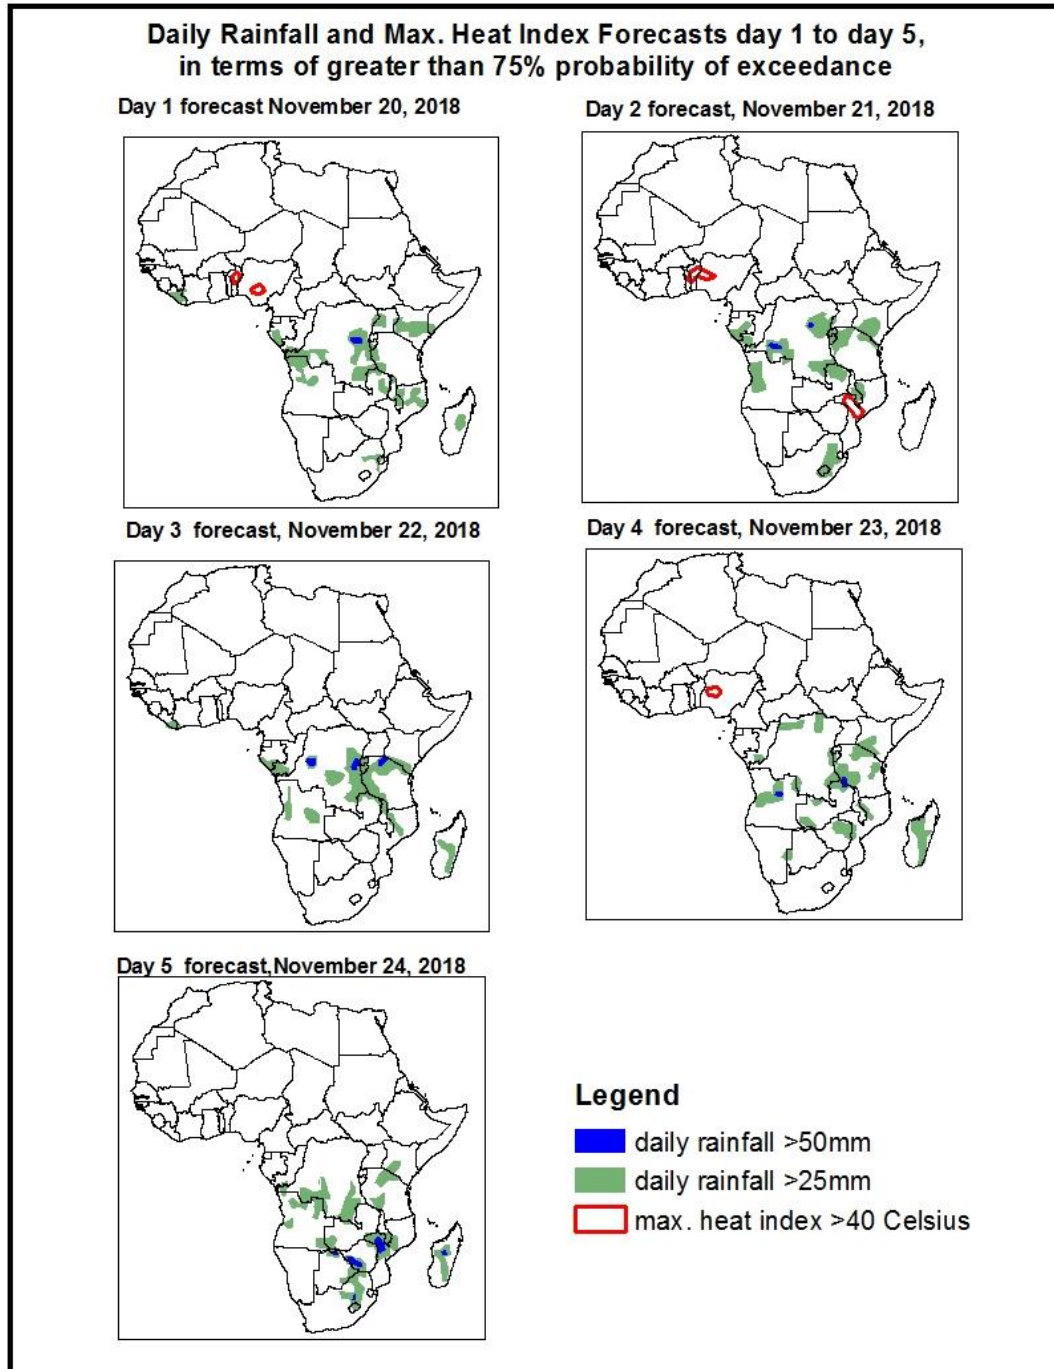 Daily Rainfall and Max. Heat Index Forecasts day 1 to day 5,
in terms of greater than 75% probability of exceedance
Day 1 forecast November 20, 2018
Day 2 forecast, November 21, 2018
Day 3 forecast, November 22, 2018
Day 4 forecast, November 23, 2018
Day 5 forecast,November 24, 2018
Legend
daily rainfall >50mm
daily rainfall >25mm
max. heat index >40 Celsius